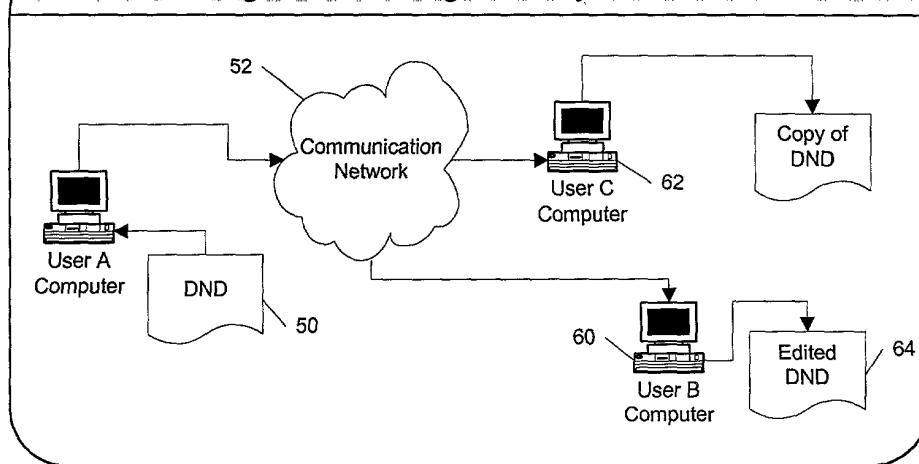 52
Communication
Network
User A
Computer
DND
50
User C
Computer
62
Copy of
DND
60
User B
Computer
Edited
DND
64